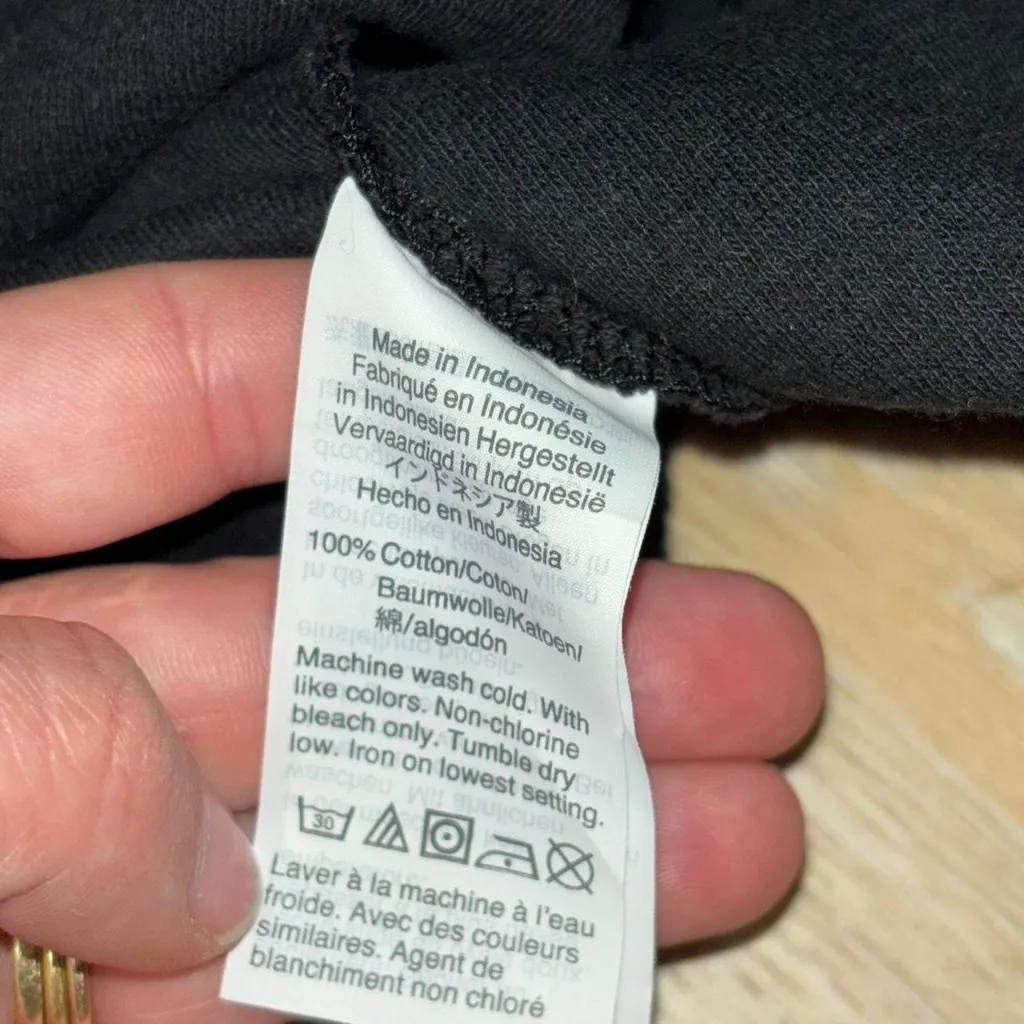 Made in Indonesia
Fabriqué en Indonésie
in Indonesien Hergestellt
Vervaardigd in Indonesië
インドネシア製
Hecho en Indonesia
100% Cotton/Coton/
Baumwolle/Katoen/
綿/algodón
Machine wash cold. With
like colors. Non-chlorine
bleach only. Tumble dry
low. Iron on lowest setting.
30
Laver à la machine à l'eau
froide. Avec des couleurs
similaires. Agent de
blanchiment non chloré